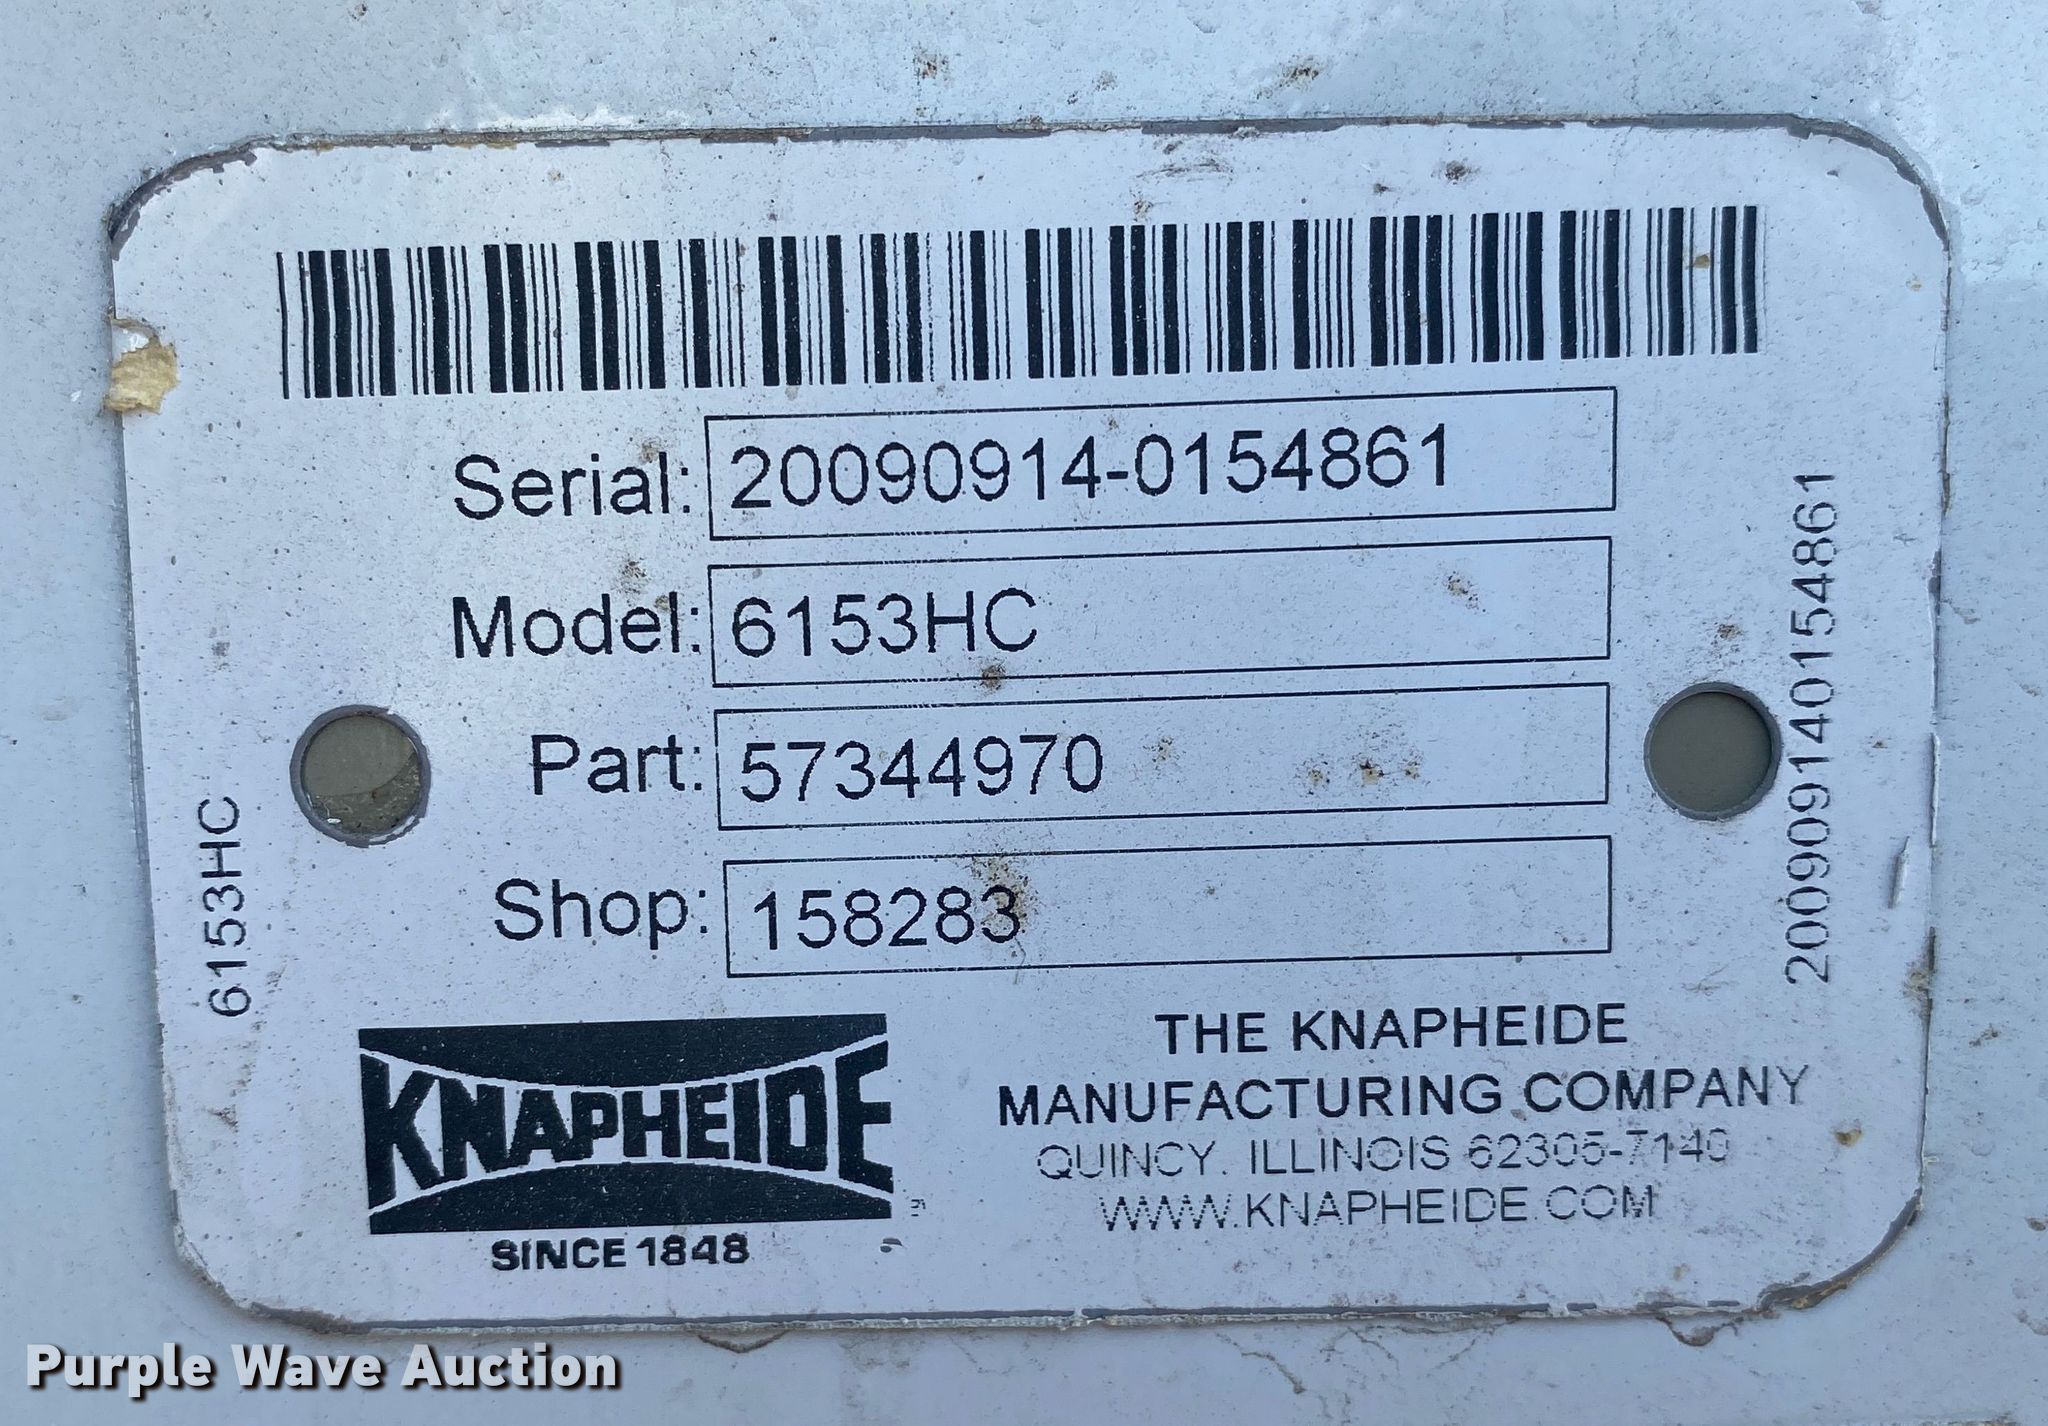 Serial: 20090914-0154861
Model: 6153HC
Part: 57344970
Shop: 158283
6153HC
200909140154861
KNAPHEIDE
SINCE 1848
THE KNAPHEIDE
MANUFACTURING COMPANY
QUINCY, ILLINOIS 62305-7140
WWW.KNAPHEIDE.COM
Purple Wave Auction